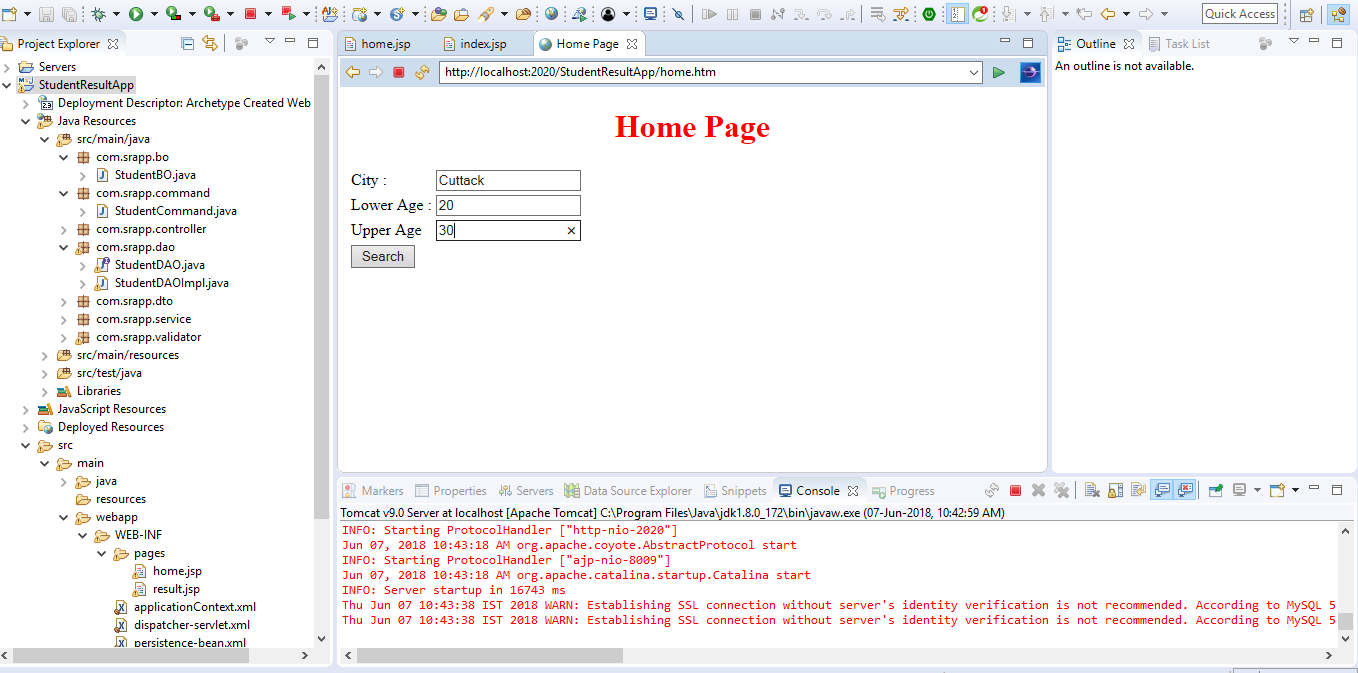 Quick Access
Project Explorer
Servers
StudentResultApp
Deployment Descriptor: Archetype Created Web
Java Resources
src/main/java
com.srapp.bo
StudentBO.java
com.srapp.command
StudentCommand.java
com.srapp.controller
com.srapp.dao
StudentDAO.java
StudentDAOImpl.java
com.srapp.dto
com.srapp.service
com.srapp.validator
src/main/resources
src/test/java
Libraries
JavaScript Resources
Deployed Resources
src
main
java
resources
webapp
WEB-INF
pages
home.jsp
result.jsp
applicationContext.xml
dispatcher-servlet.xml
persistence-bean.xml
home.jsp index.jsp Home Page
http://localhost:2020/StudentResultApp/home.htm
Home Page
City : Cuttack
Lower Age : 20
Upper Age 30
Search
Outline Task List
An outline is not available.
Markers Properties Servers Data Source Explorer Snippets Console Progress
Tomcat v9.0 Server at localhost [Apache Tomcat] C:\Program Files\Java\jdk1.8.0_172\bin\javaw.exe (07-Jun-2018, 10:42:59 AM)
INFO: Starting ProtocolHandler ["http-nio-2020"]
Jun 07, 2018 10:43:18 AM org.apache.coyote.AbstractProtocol start
INFO: Starting ProtocolHandler ["ajp-nio-8009"]
Jun 07, 2018 10:43:18 AM org.apache.catalina.startup.Catalina start
INFO: Server startup in 16743 ms
Thu Jun 07 10:43:38 IST 2018 WARN: Establishing SSL connection without server's identity verification is not recommended. According to MySQL 5
Thu Jun 07 10:43:38 IST 2018 WARN: Establishing SSL connection without server's identity verification is not recommended. According to MySQL 5